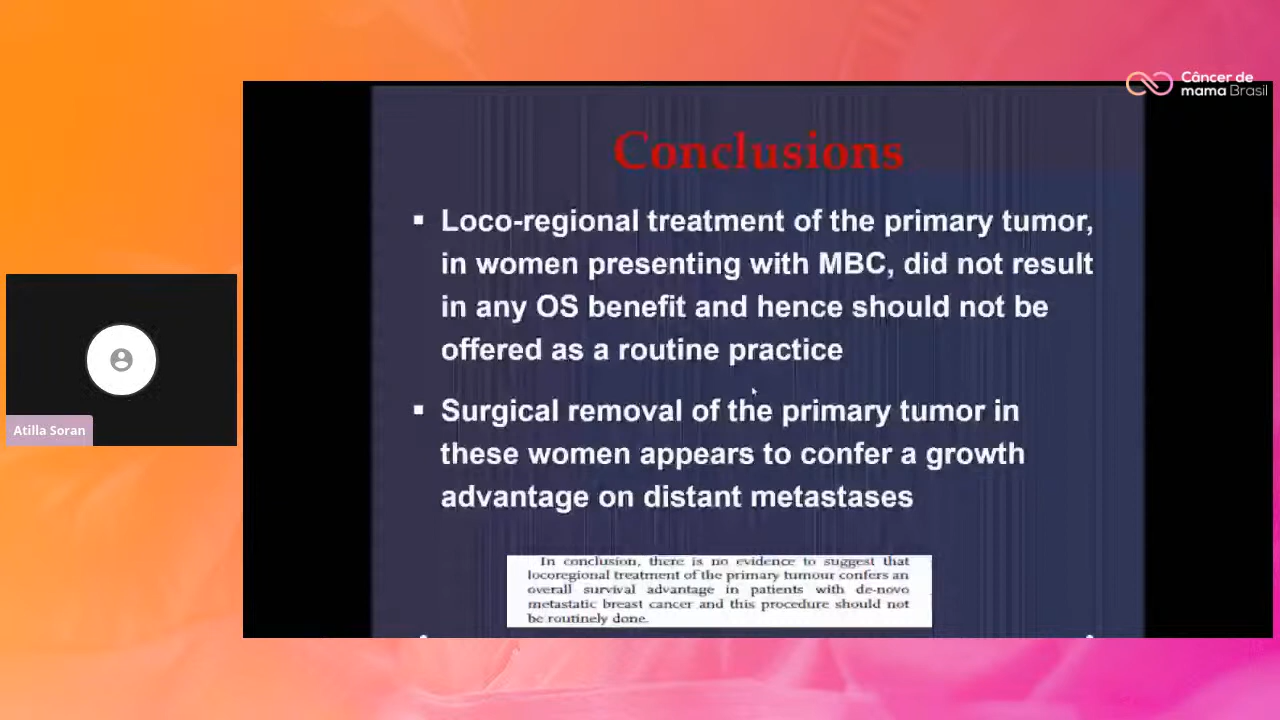 Câncer de
mama Brasil
Conclusions
▪ Loco-regional treatment of the primary tumor,
in women presenting with MBC, did not result
in any OS benefit and hence should not be
offered as a routine practice
▪ Surgical removal of the primary tumor in
these women appears to confer a growth
advantage on distant metastases
In conclusion, there is no evidence to suggest that
locoregional treatment of the primary tumour confers an
overall survival advantage in patients with de-novo
metastatic breast cancer and this procedure should not
be routinely done.
Atilla Soran